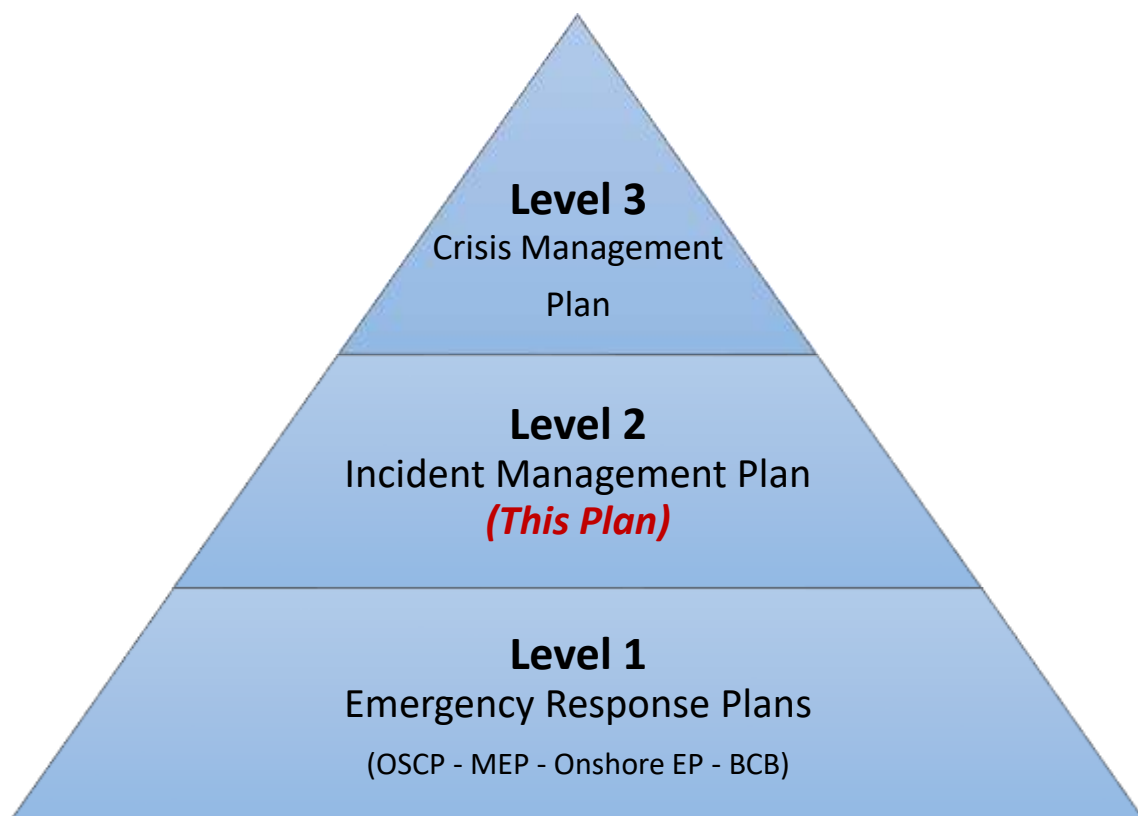 Level 3
Crisis Management
Plan
Level 2
Incident Management Plan
(This Plan)
Level 1
Emergency Response Plans
(OSCP - MEP - Onshore EP - BCB)